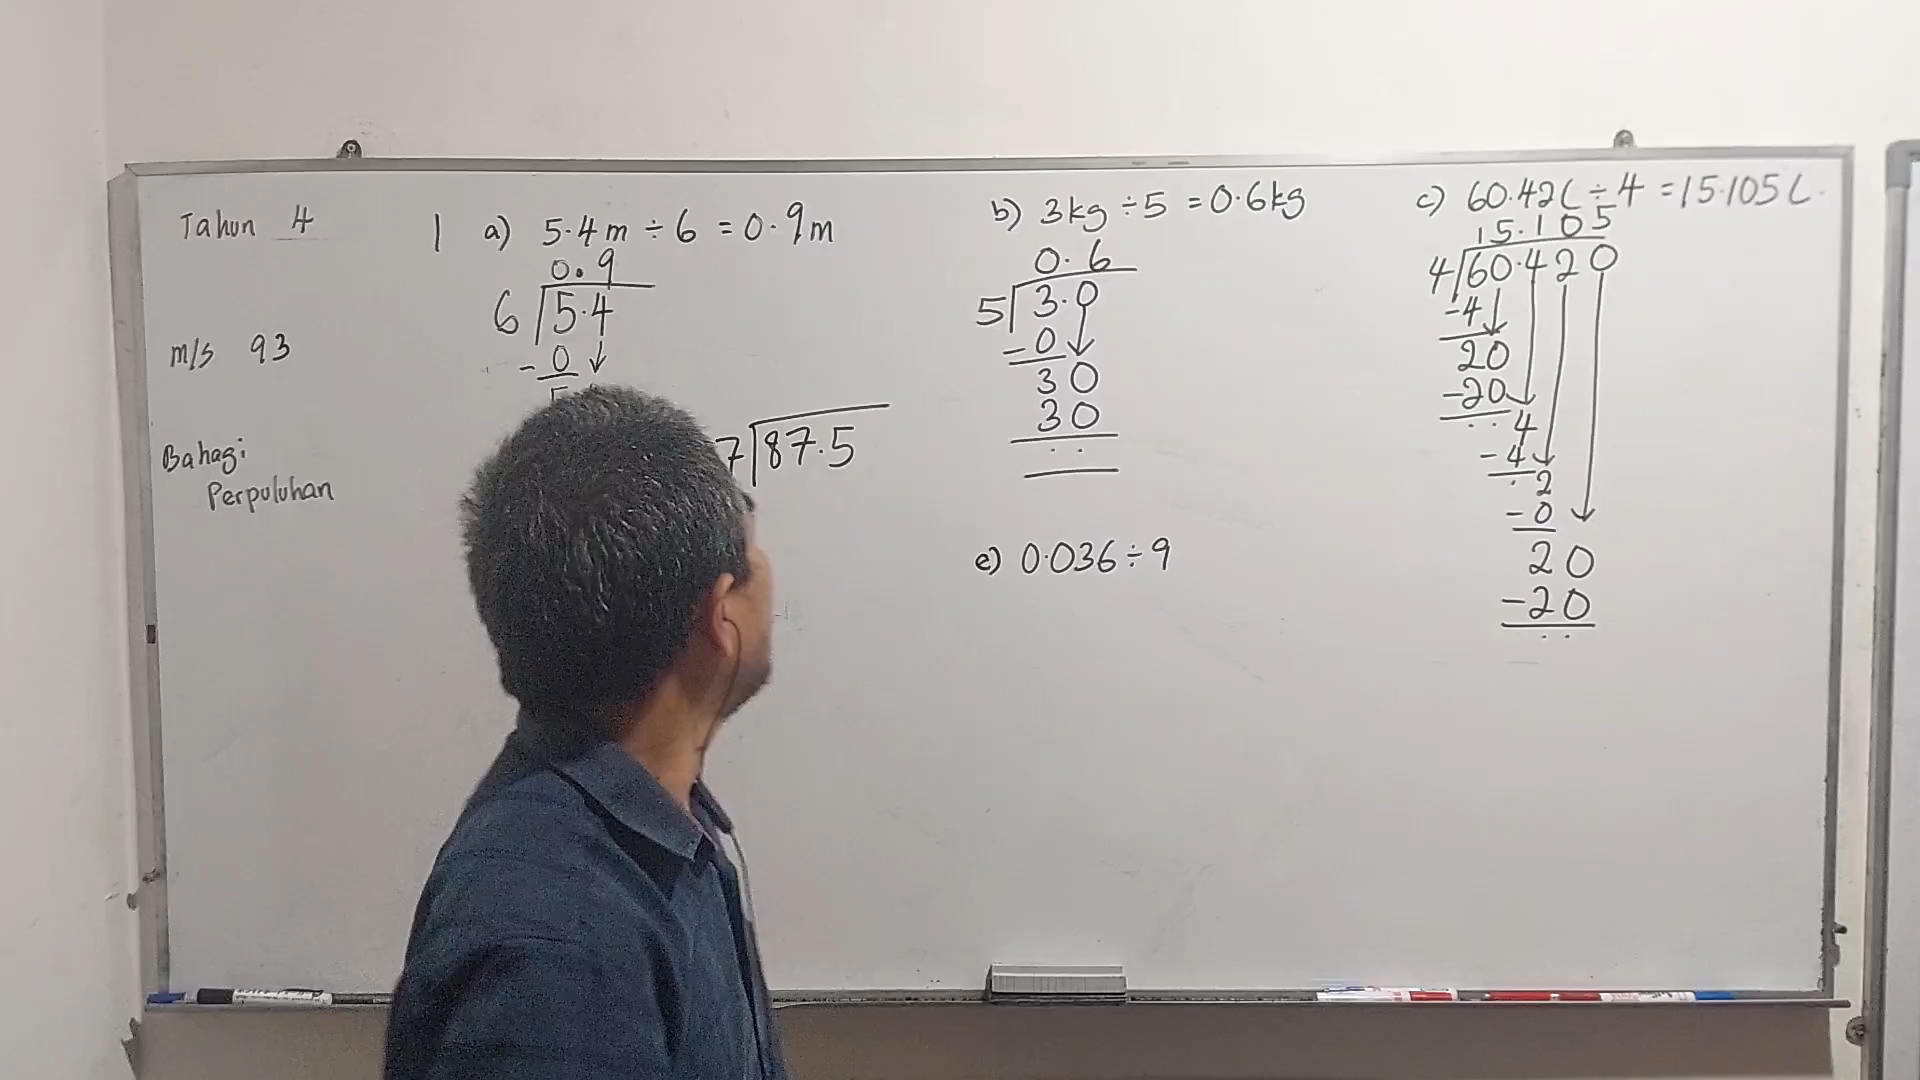 Tahun 4
m/s 93
Bahagi
Perpuluhan
1 a) 5.4m ÷ 6 = 0.9m
0.9
6 5.4
- 0
7 87.5
b) 3kg ÷ 5 = 0.6kg
0.6
5 3.0
- 0
30
30
e) 0.036 ÷ 9
c) 60.42L ÷ 4 = 15.105L.
15.105
4 60.420
-4
20
-20
4
-4
2
-0
20
-20